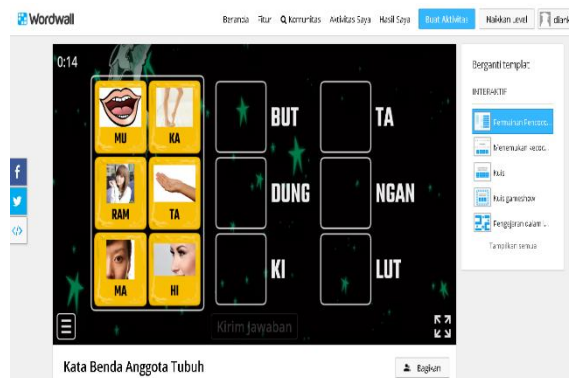 Wordwall
Beranda Fitur Komunitas Aktivitas Saya Hasil Saya Buat Aktivitas Naikkan Level
0:14
MU KA BUT TA
RAM TA DUNG NGAN
MA HI KI LUT
Kirim Jawaban
Kata Benda Anggota Tubuh
Bagikan
Berganti templat
INTERAKTIF
Kuis
Kuis gameshow
Tampilkan semua